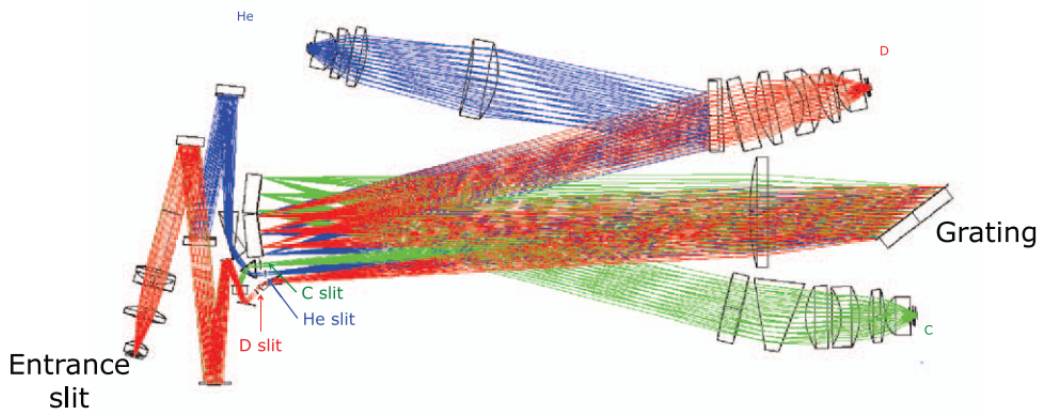 He
D
Grating
C slit
He slit
D slit
C
Entrance
slit